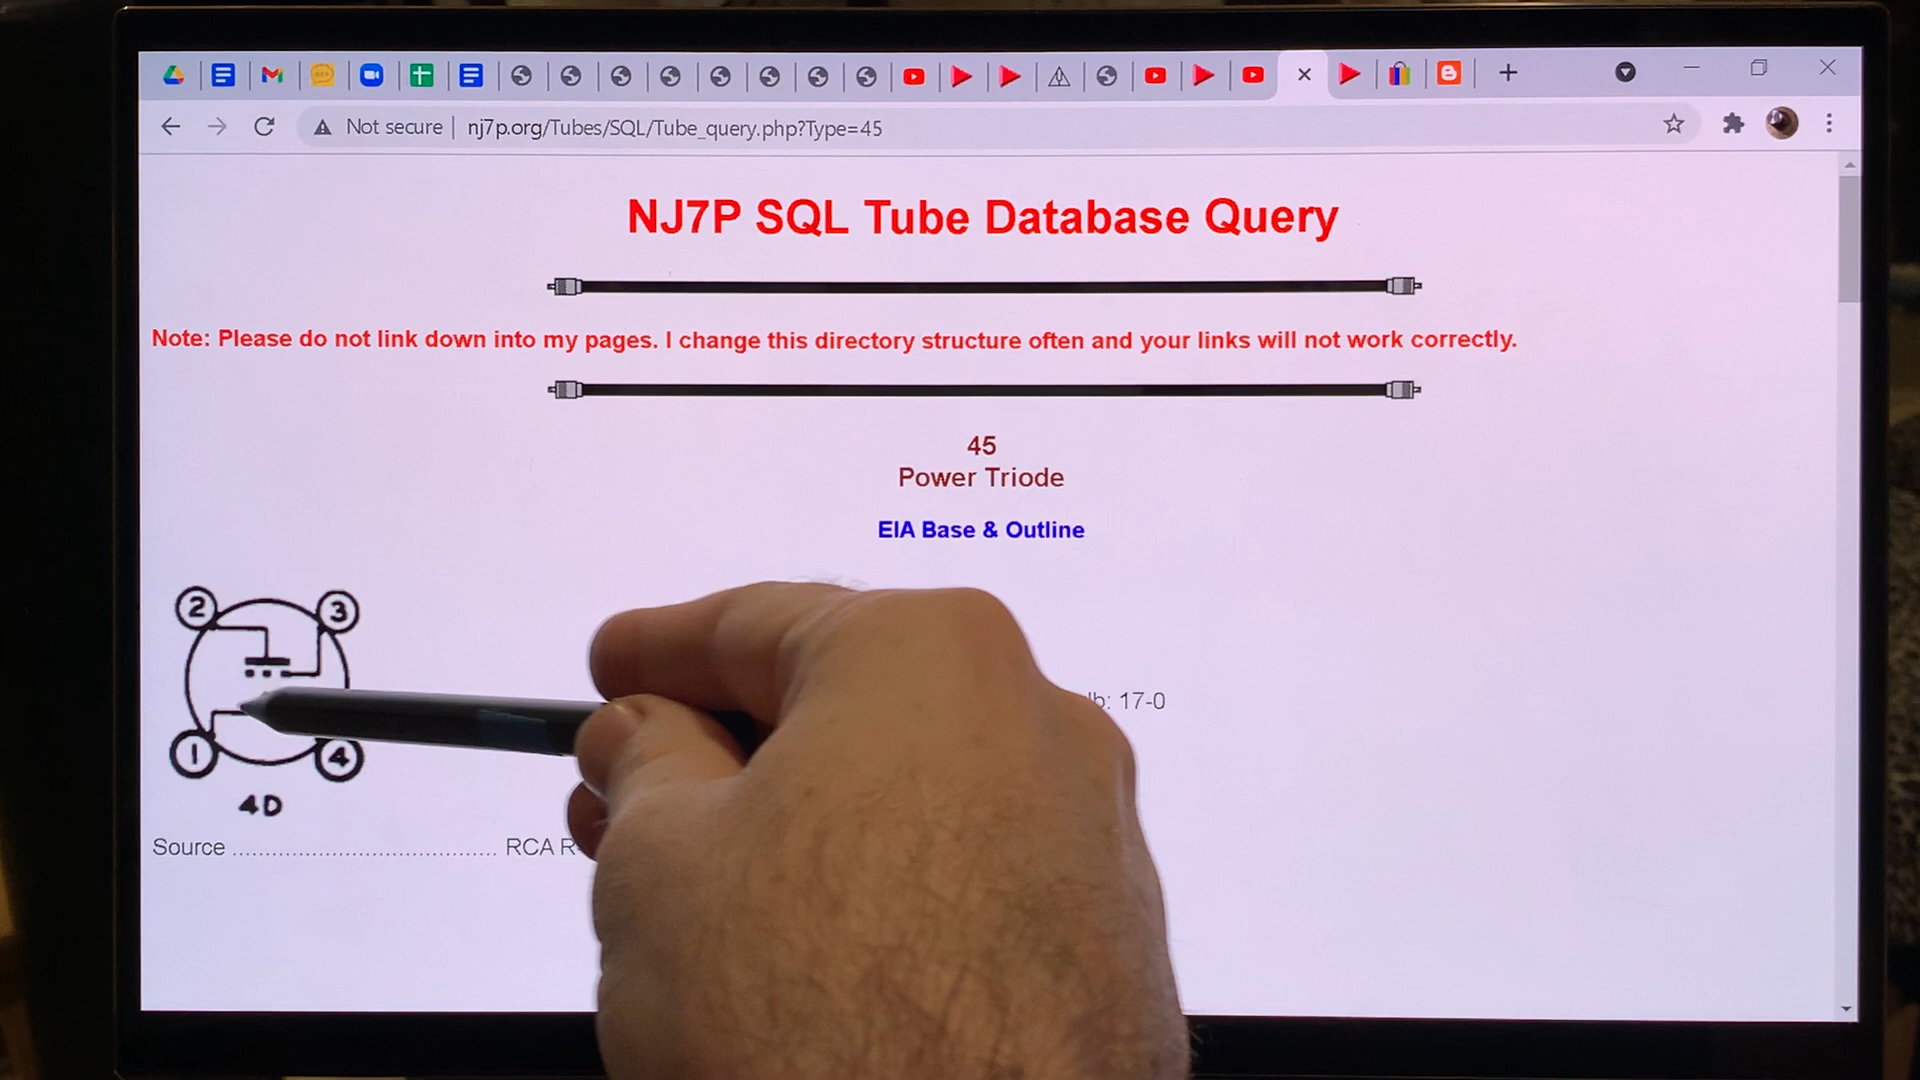 Not secure | nj7p.org/Tubes/SQL/Tube_query.php?Type=45
NJ7P SQL Tube Database Query
Note: Please do not link down into my pages. I change this directory structure often and your links will not work correctly.
45
Power Triode
EIA Base & Outline
2 3
17-0
1 4
4D
Source ........................................ RCA